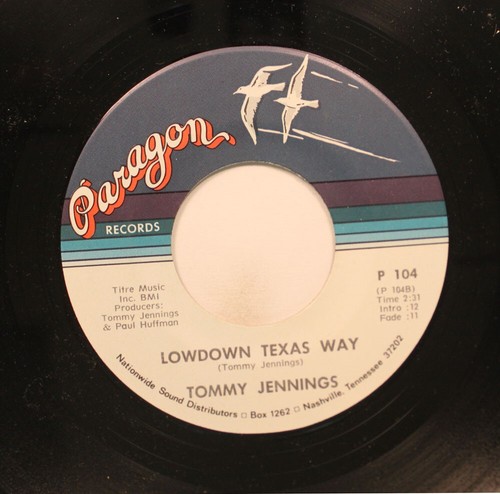 Paragon
RECORDS
Titre Music
Inc. BMI
Producers:
Tommy Jennings
& Paul Huffman
P 104
(P 104B)
Time 2:31
Intro :12
Fade :11
LOWDOWN TEXAS WAY
(Tommy Jennings)
TOMMY JENNINGS
Nationwide Sound Distributors □ Box 1262 □ Nashville, Tennessee 37202